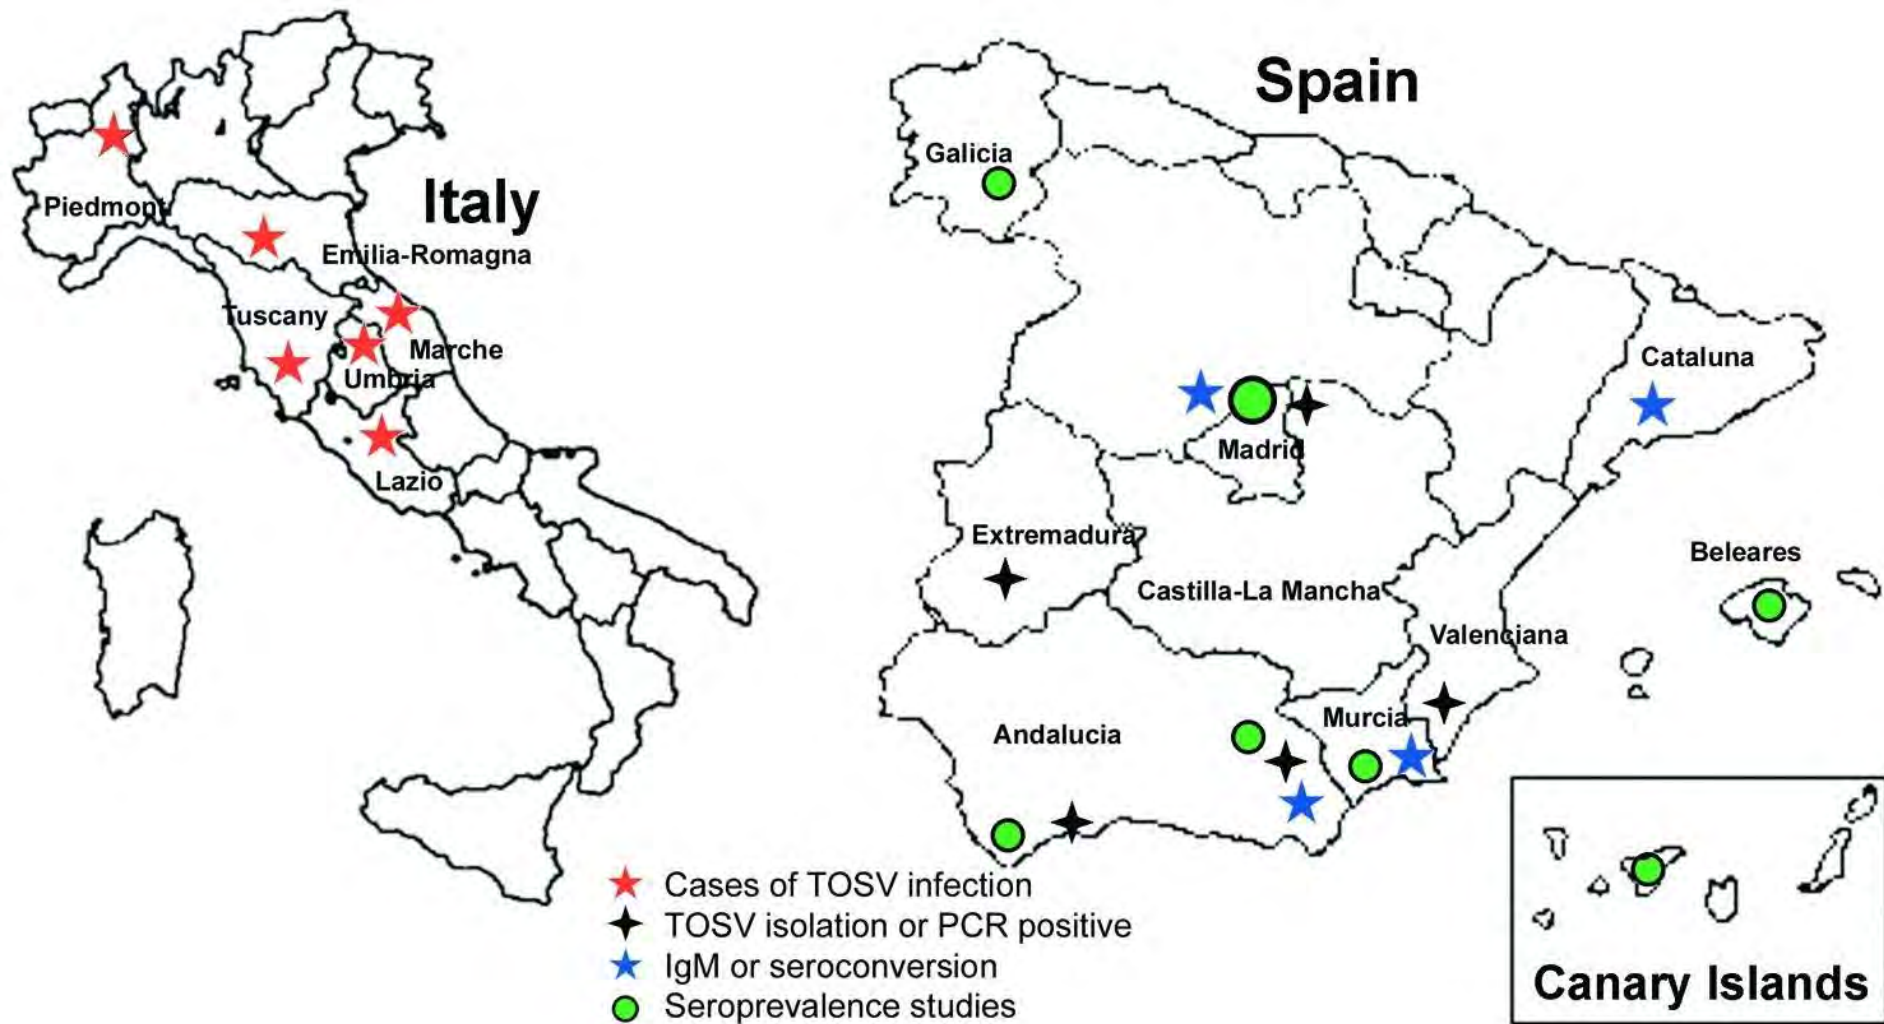 Italy
Piedmont
Emilia-Romagna
Tuscany
Marche
Umbria
Lazio
Spain
Galicia
Cataluna
Madrid
Extremadura
Beleares
Castilla-La Mancha
Valenciana
Murcia
Andalucia
Cases of TOSV infection
TOSV isolation or PCR positive
IgM or seroconversion
Seroprevalence studies
Canary Islands